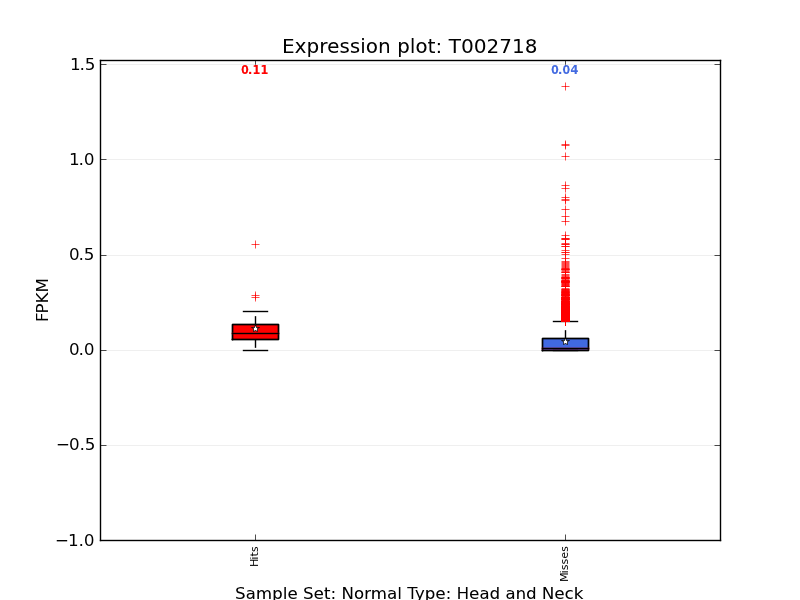 Expression plot: T002718
1.5
0.11
0.04
1.0
0.5
FPKM
0.0
−0.5
−1.0
Hits
Misses
Sample Set: Normal Type: Head and Neck